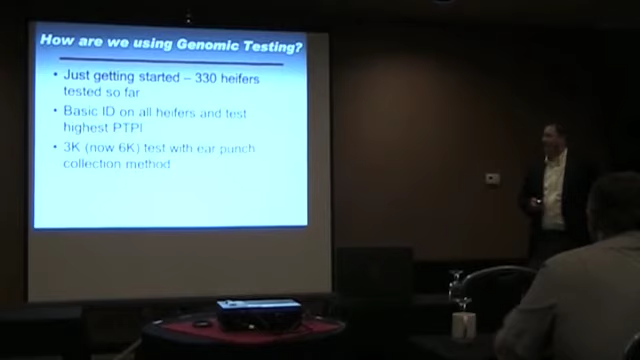 How are we using Genomic Testing?
• Just getting started – 330 heifers
tested so far
• Basic ID on all heifers and test
highest PTPI
• 3K (now 6K) test with ear punch
collection method